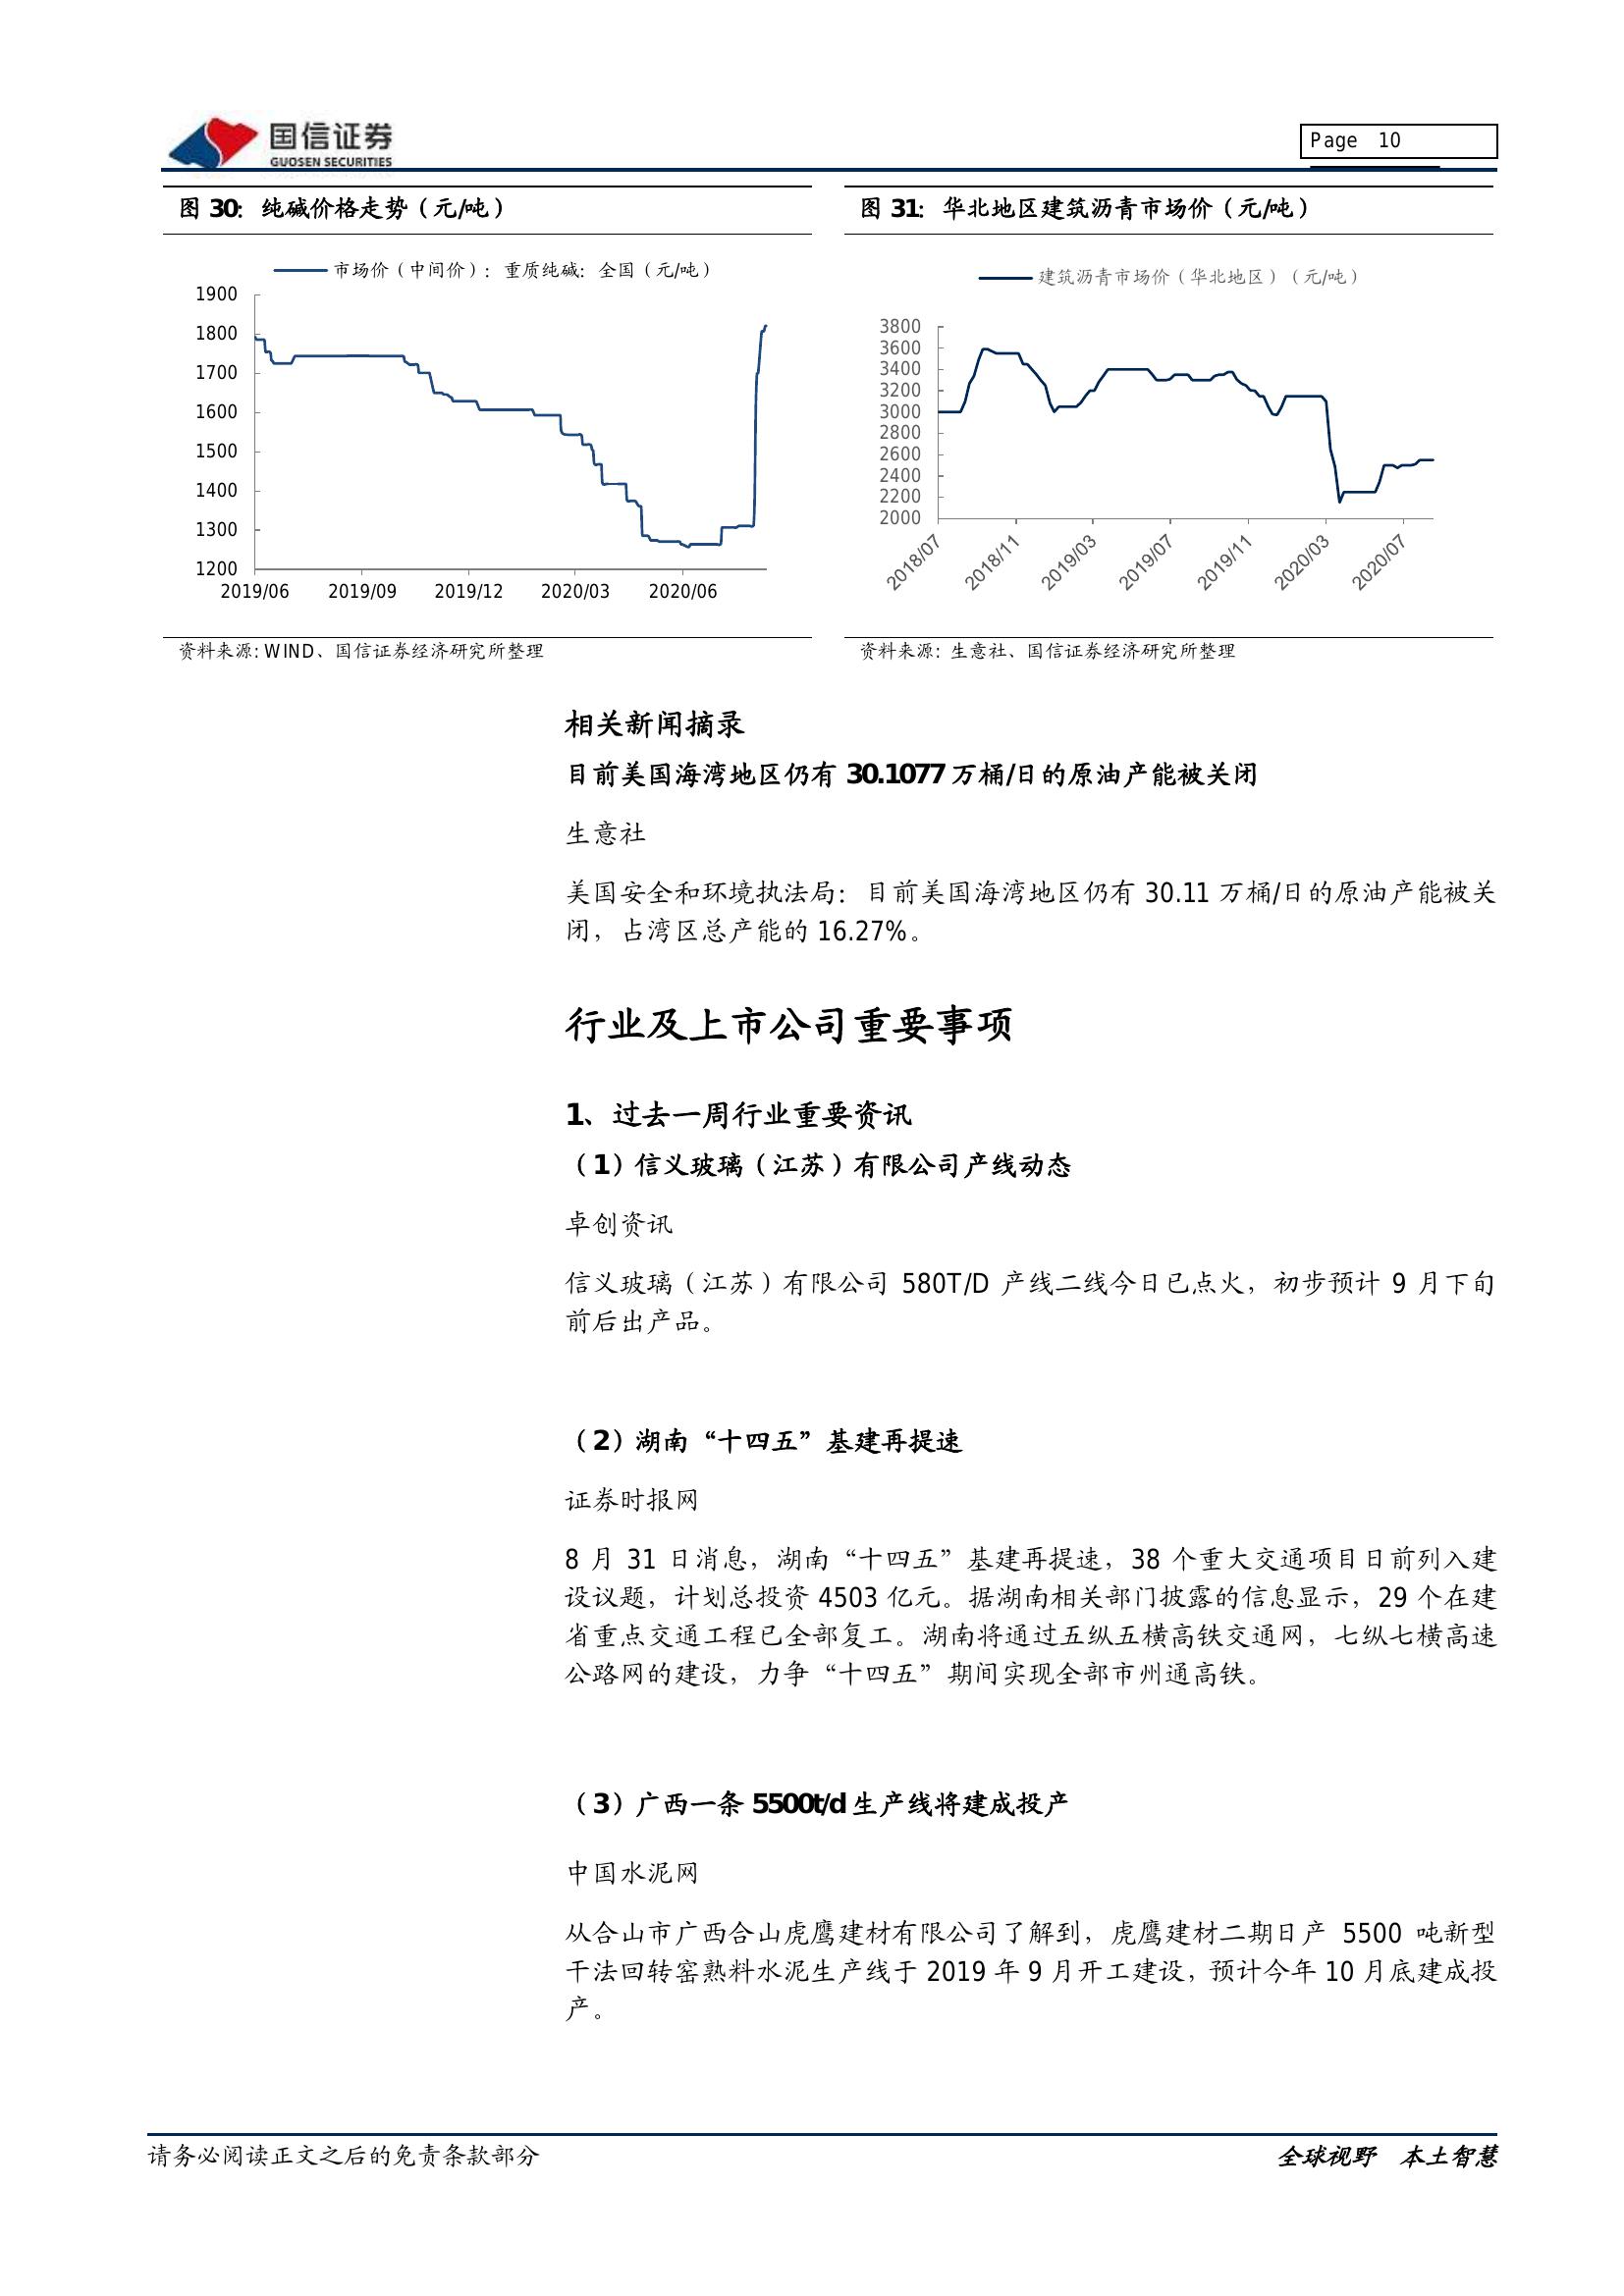 国信证券
GUOSEN SECURITIES
Page 10
图 30：纯碱价格走势（元/吨）
市场价（中间价）：重质纯碱：全国（元/吨）
1900
1800
1700
1600
1500
1400
1300
1200
2019/06 2019/09 2019/12 2020/03 2020/06
资料来源: WIND、国信证券经济研究所整理
图 31：华北地区建筑沥青市场价（元/吨）
建筑沥青市场价（华北地区）（元/吨）
3800
3600
3400
3200
3000
2800
2600
2400
2200
2000
2018/07 2018/11 2019/03 2019/07 2019/11 2020/03 2020/07
资料来源：生意社、国信证券经济研究所整理
相关新闻摘录
目前美国海湾地区仍有 30.1077 万桶/日的原油产能被关闭
生意社
美国安全和环境执法局：目前美国海湾地区仍有 30.11 万桶/日的原油产能被关
闭，占湾区总产能的 16.27%。
行业及上市公司重要事项
1、过去一周行业重要资讯
（1）信义玻璃（江苏）有限公司产线动态
卓创资讯
信义玻璃（江苏）有限公司 580T/D 产线二线今日已点火，初步预计 9 月下旬
前后出产品。
（2）湖南“十四五”基建再提速
证券时报网
8 月 31 日消息，湖南“十四五”基建再提速，38 个重大交通项目日前列入建
设议题，计划总投资 4503 亿元。据湖南相关部门披露的信息显示，29 个在建
省重点交通工程已全部复工。湖南将通过五纵五横高铁交通网，七纵七横高速
公路网的建设，力争“十四五”期间实现全部市州通高铁。
（3）广西一条 5500t/d 生产线将建成投产
中国水泥网
从合山市广西合山虎鹰建材有限公司了解到，虎鹰建材二期日产 5500 吨新型
干法回转窑熟料水泥生产线于 2019 年 9 月开工建设，预计今年 10 月底建成投
产。
请务必阅读正文之后的免责条款部分
全球视野 本土智慧